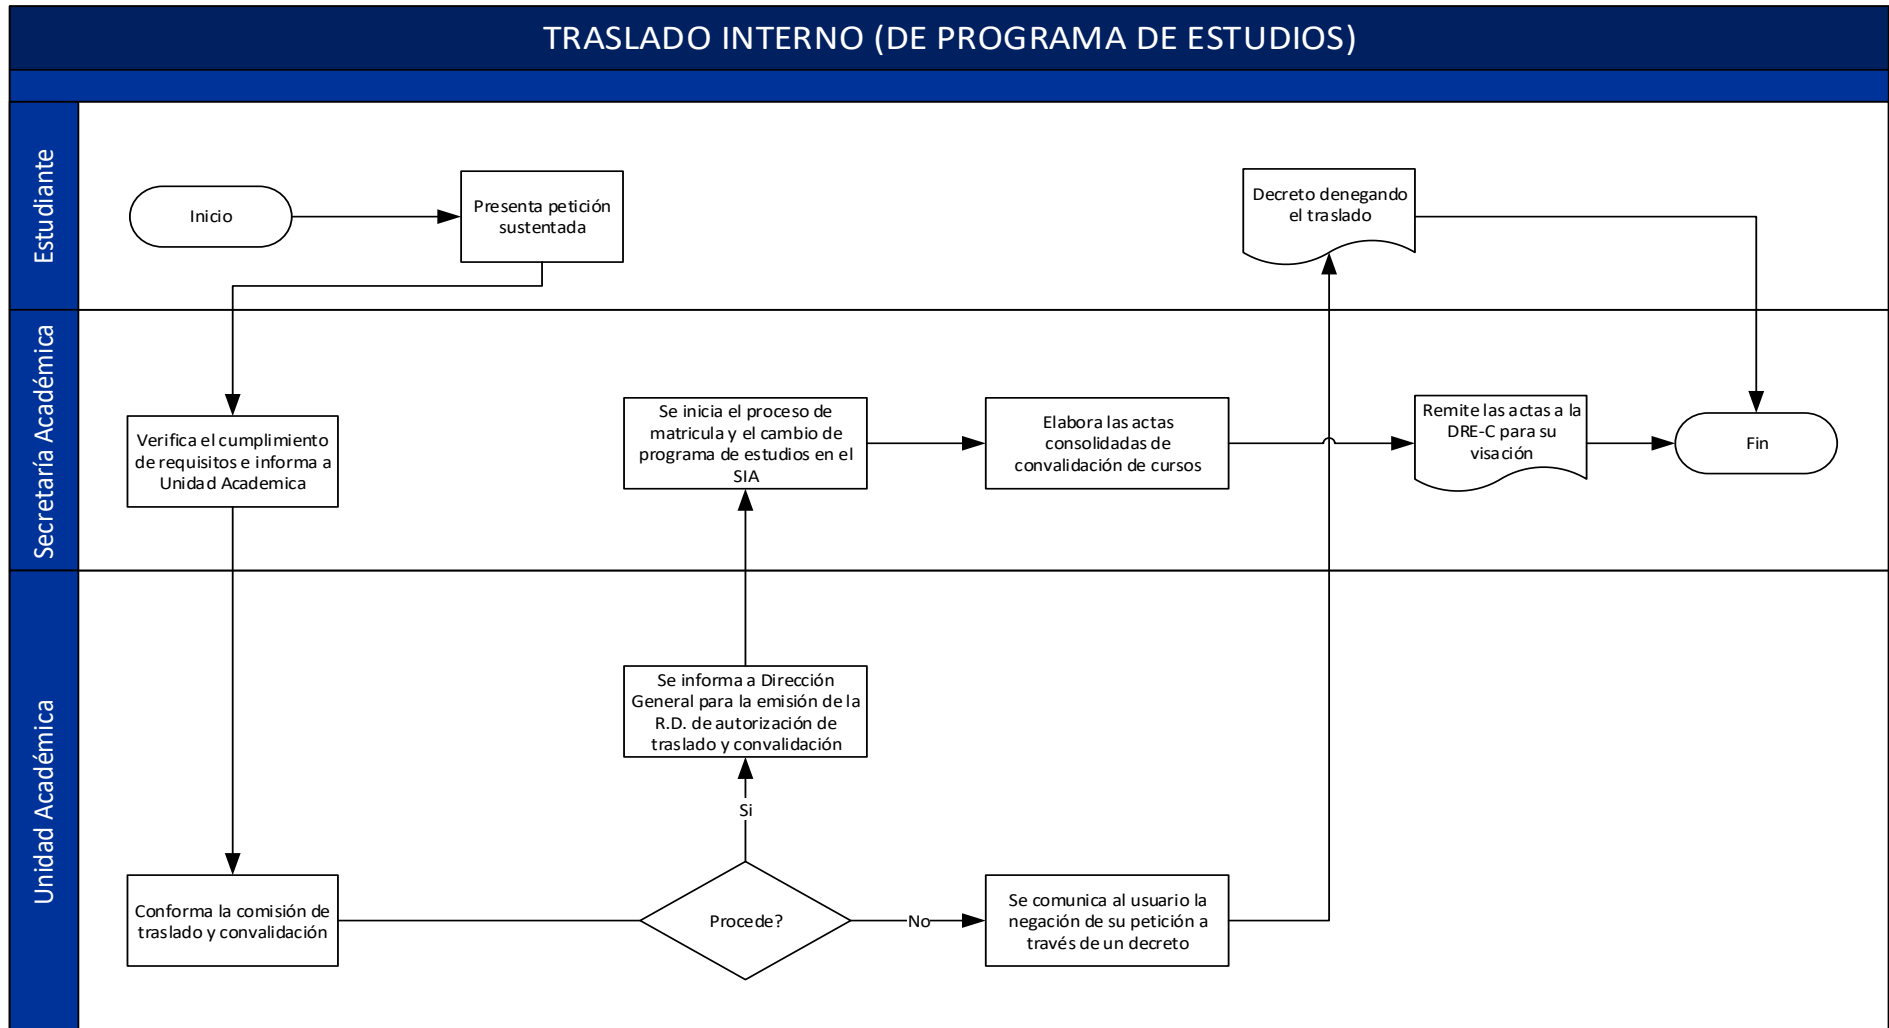 TRASLADO INTERNO (DE PROGRAMA DE ESTUDIOS)
Estudiante
Inicio
Presenta petición
sustentada
Decreto denegando
el traslado
Secretaría Académica
Verifica el cumplimiento
de requisitos e informa a
Unidad Academica
Se inicia el proceso de
matricula y el cambio de
programa de estudios en el
SIA
Elabora las actas
consolidadas de
convalidación de cursos
Remite las actas a la
DRE-C para su
visación
Fin
Unidad Académica
Se informa a Dirección
General para la emisión de la
R.D. de autorización de
traslado y convalidación
Si
Conforma la comisión de
traslado y convalidación
Procede?
No
Se comunica al usuario la
negación de su petición a
través de un decreto